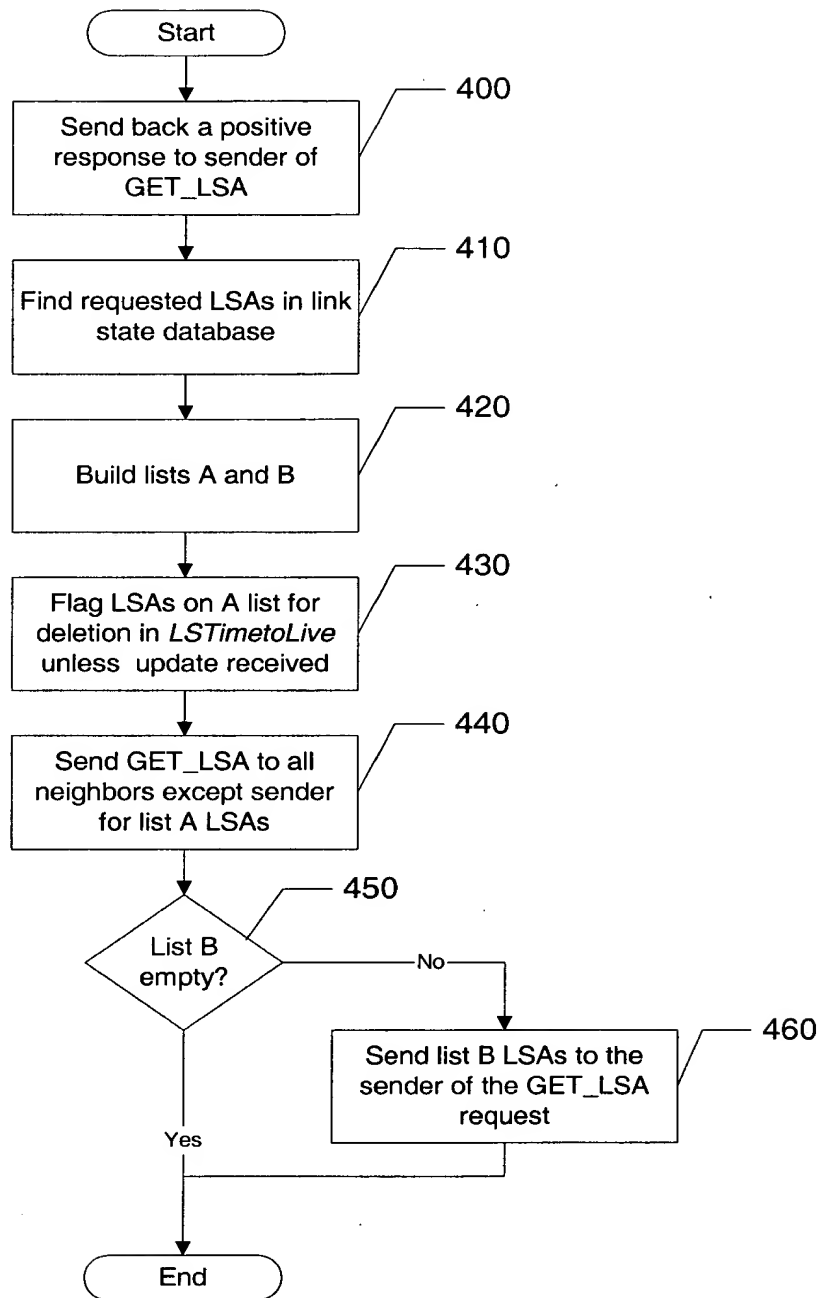 Start
400
Send back a positive
response to sender of
GET_LSA
410
Find requested LSAs in link
state database
420
Build lists A and B
430
Flag LSAs on A list for
deletion in LSTimetoLive
unless update received
440
Send GET_LSA to all
neighbors except sender
for list A LSAs
450
List B
empty?
No
460
Send list B LSAs to the
sender of the GET_LSA
request
Yes
End